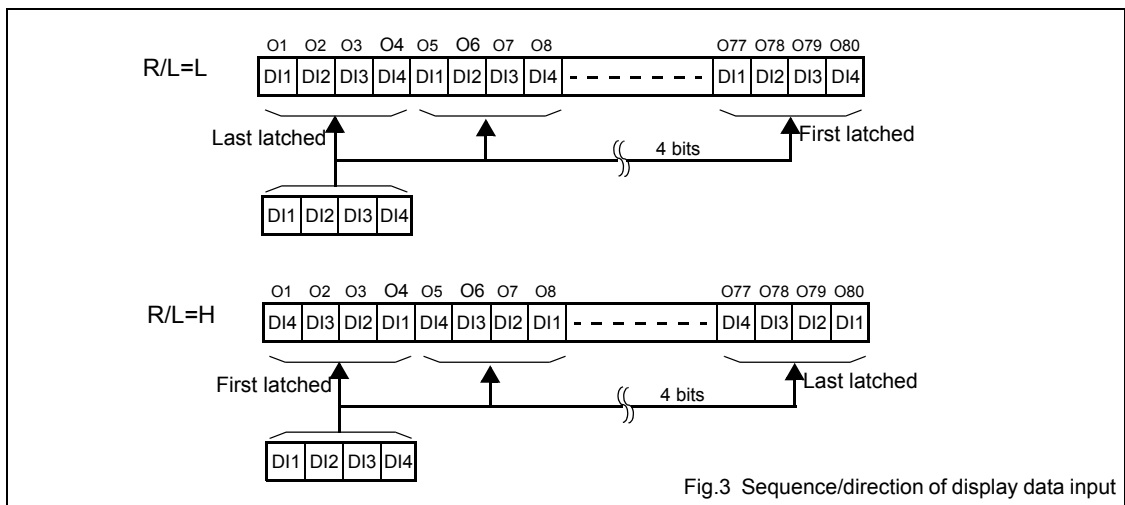 O1 O2 O3 O4 O5 O6 O7 O8 O77 O78 O79 O80
R/L=L
DI1 DI2 DI3 DI4 DI1 DI2 DI3 DI4 - - - - - - - DI1 DI2 DI3 DI4
Last latched
First latched
4 bits
DI1 DI2 DI3 DI4
O1 O2 O3 O4 O5 O6 O7 O8 O77 O78 O79 O80
R/L=H
DI4 DI3 DI2 DI1 DI4 DI3 DI2 DI1 - - - - - - - DI4 DI3 DI2 DI1
First latched
Last latched
4 bits
DI1 DI2 DI3 DI4
Fig.3 Sequence/direction of display data input